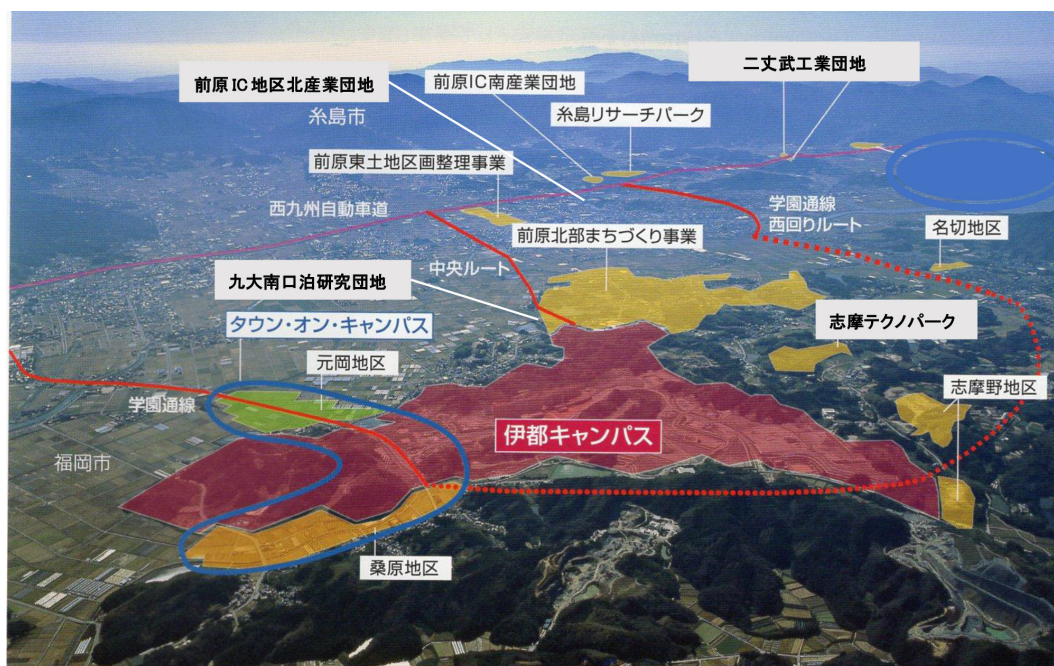 二丈武工業団地
前原IC南産業団地
前原IC地区北産業団地
糸島市
糸島リサーチパーク
前原東土地区画整理事業
西九州自動車道
学園通線
西回りルート
名切地区
前原北部まちづくり事業
中央ルート
九大南口泊研究団地
タウン・オン・キャンパス
志摩テクノパーク
元岡地区
学園通線
志摩野地区
伊都キャンパス
福岡市
桑原地区